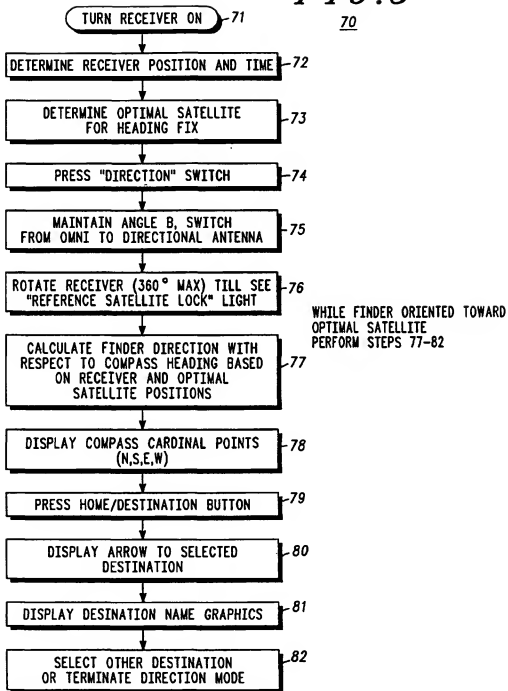 TURN RECEIVER ON
71
70
DETERMINE RECEIVER POSITION AND TIME
72
DETERMINE OPTIMAL SATELLITE
FOR HEADING FIX
73
PRESS "DIRECTION" SWITCH
74
MAINTAIN ANGLE B, SWITCH
FROM OMNI TO DIRECTIONAL ANTENNA
75
ROTATE RECEIVER (360° MAX) TILL SEE
"REFERENCE SATELLITE LOCK" LIGHT
76
WHILE FINDER ORIENTED TOWARD
OPTIMAL SATELLITE
PERFORM STEPS 77-82
CALCULATE FINDER DIRECTION WITH
RESPECT TO COMPASS HEADING BASED
ON RECEIVER AND OPTIMAL
SATELLITE POSITIONS
77
DISPLAY COMPASS CARDINAL POINTS
(N,S,E,W)
78
PRESS HOME/DESTINATION BUTTON
79
DISPLAY ARROW TO SELECTED
DESTINATION
80
DISPLAY DESINATION NAME GRAPHICS
81
SELECT OTHER DESTINATION
OR TERMINATE DIRECTION MODE
82